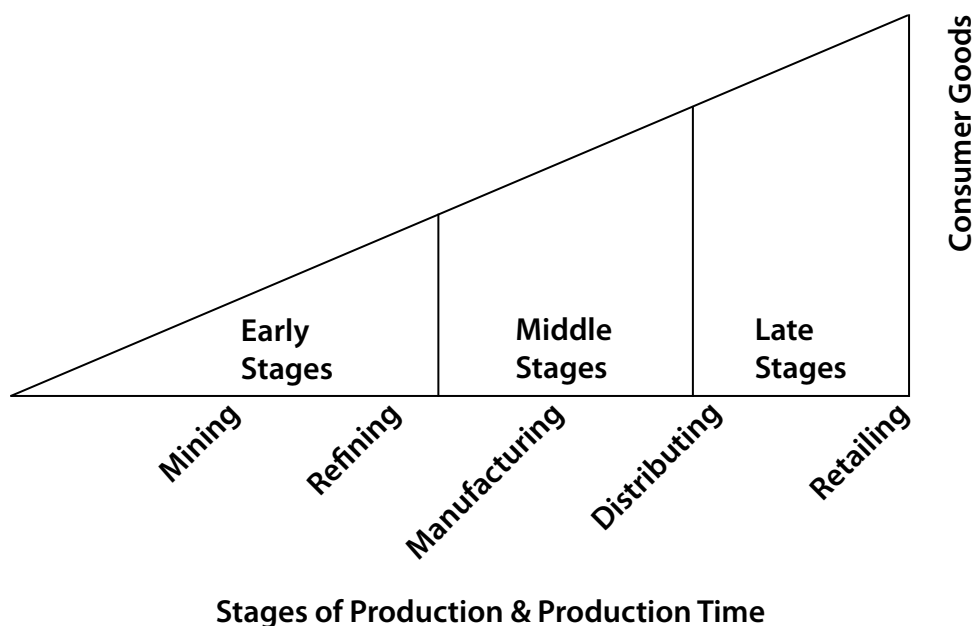 Consumer Goods
Early
Stages
Middle
Stages
Late
Stages
Mining
Refining
Manufacturing
Distributing
Retailing
Stages of Production & Production Time